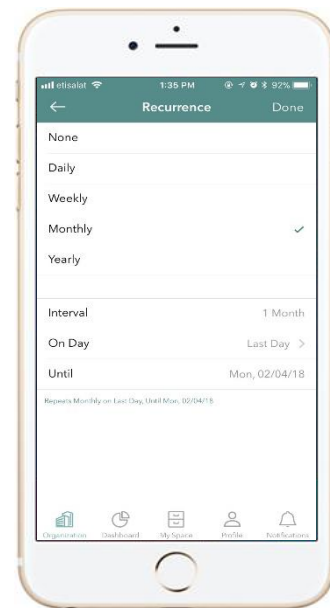 etisalat 1:35 PM 92%
Recurrence Done
None
Daily
Weekly
Monthly
Yearly
Interval 1 Month
On Day Last Day
Until Mon, 02/04/18
Repeats Monthly on Last Day, Until Mon, 02/04/18
Organization Dashboard My Space Profile Notifications